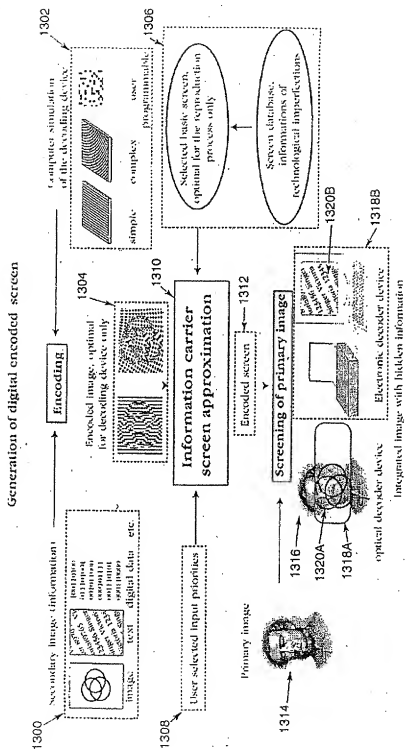 Generation of digital encoded screen
1300
Secondary image (information)
image
text
digital data
etc.
Encoding
Computer simulation
of the decoding device
1302
simple
complex
user
programmable
1304
Encoded image, optimal
for decoding device only
1306
Selected basic screen,
optimal for the reproduction
process only
Screen database,
informations of
technological imperfections
1308
User selected input priorities
1310
Information carrier
screen approximation
1312
Encoded screen
Primary image
1314
Screening of primary image
1316
1320A
1318A
optical decoder device
1320B
1318B
Electronic decoder device
Integrated image with hidden information